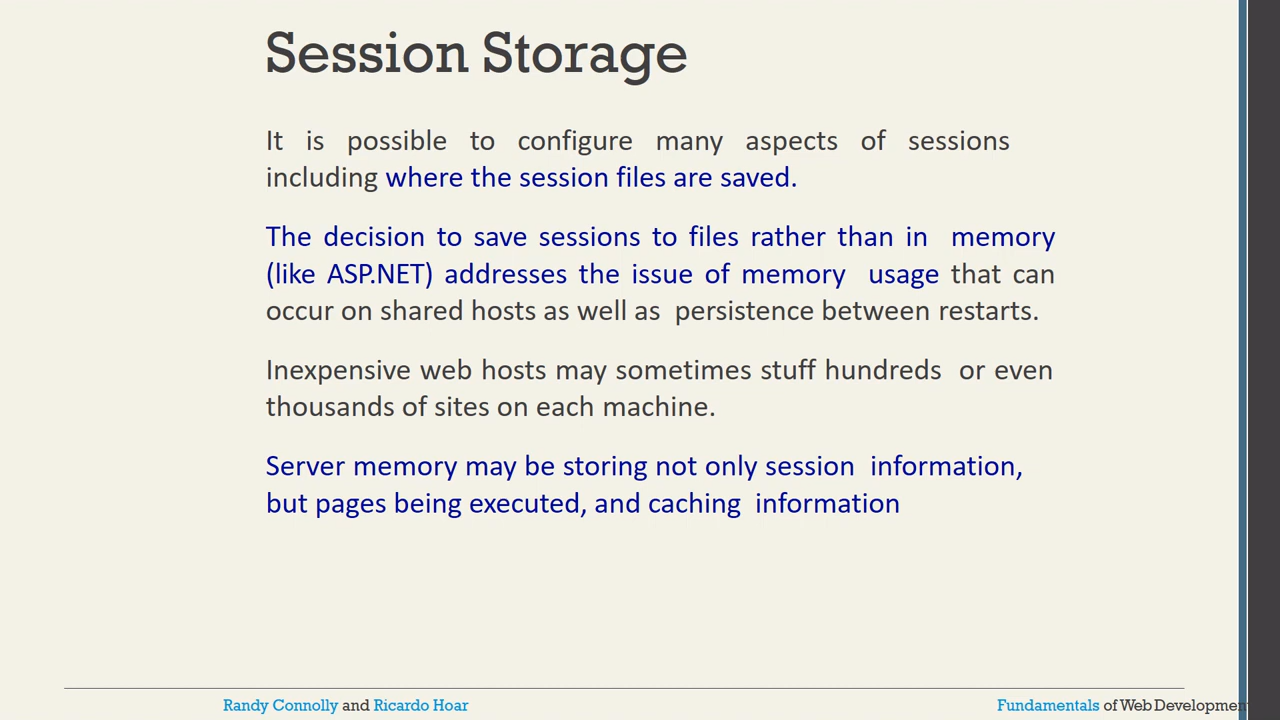 Session Storage
It is possible to configure many aspects of sessions
including where the session files are saved.
The decision to save sessions to files rather than in memory
(like ASP.NET) addresses the issue of memory usage that can
occur on shared hosts as well as persistence between restarts.
Inexpensive web hosts may sometimes stuff hundreds or even
thousands of sites on each machine.
Server memory may be storing not only session information,
but pages being executed, and caching information
Randy Connolly and Ricardo Hoar
Fundamentals of Web Development